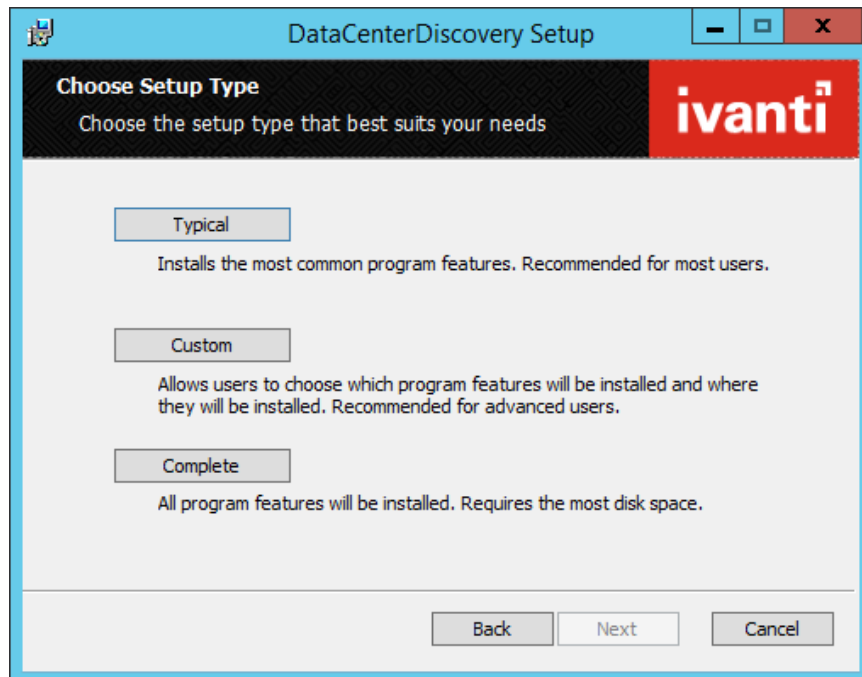 DataCenterDiscovery Setup
Choose Setup Type
Choose the setup type that best suits your needs
ivanti
Typical
Installs the most common program features. Recommended for most users.
Custom
Allows users to choose which program features will be installed and where
they will be installed. Recommended for advanced users.
Complete
All program features will be installed. Requires the most disk space.
Back Next Cancel